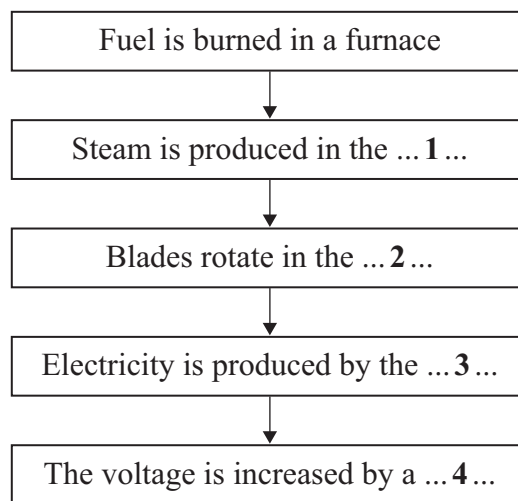 Fuel is burned in a furnace
Steam is produced in the ... 1 ...
Blades rotate in the ... 2 ...
Electricity is produced by the ... 3 ...
The voltage is increased by a ... 4 ...